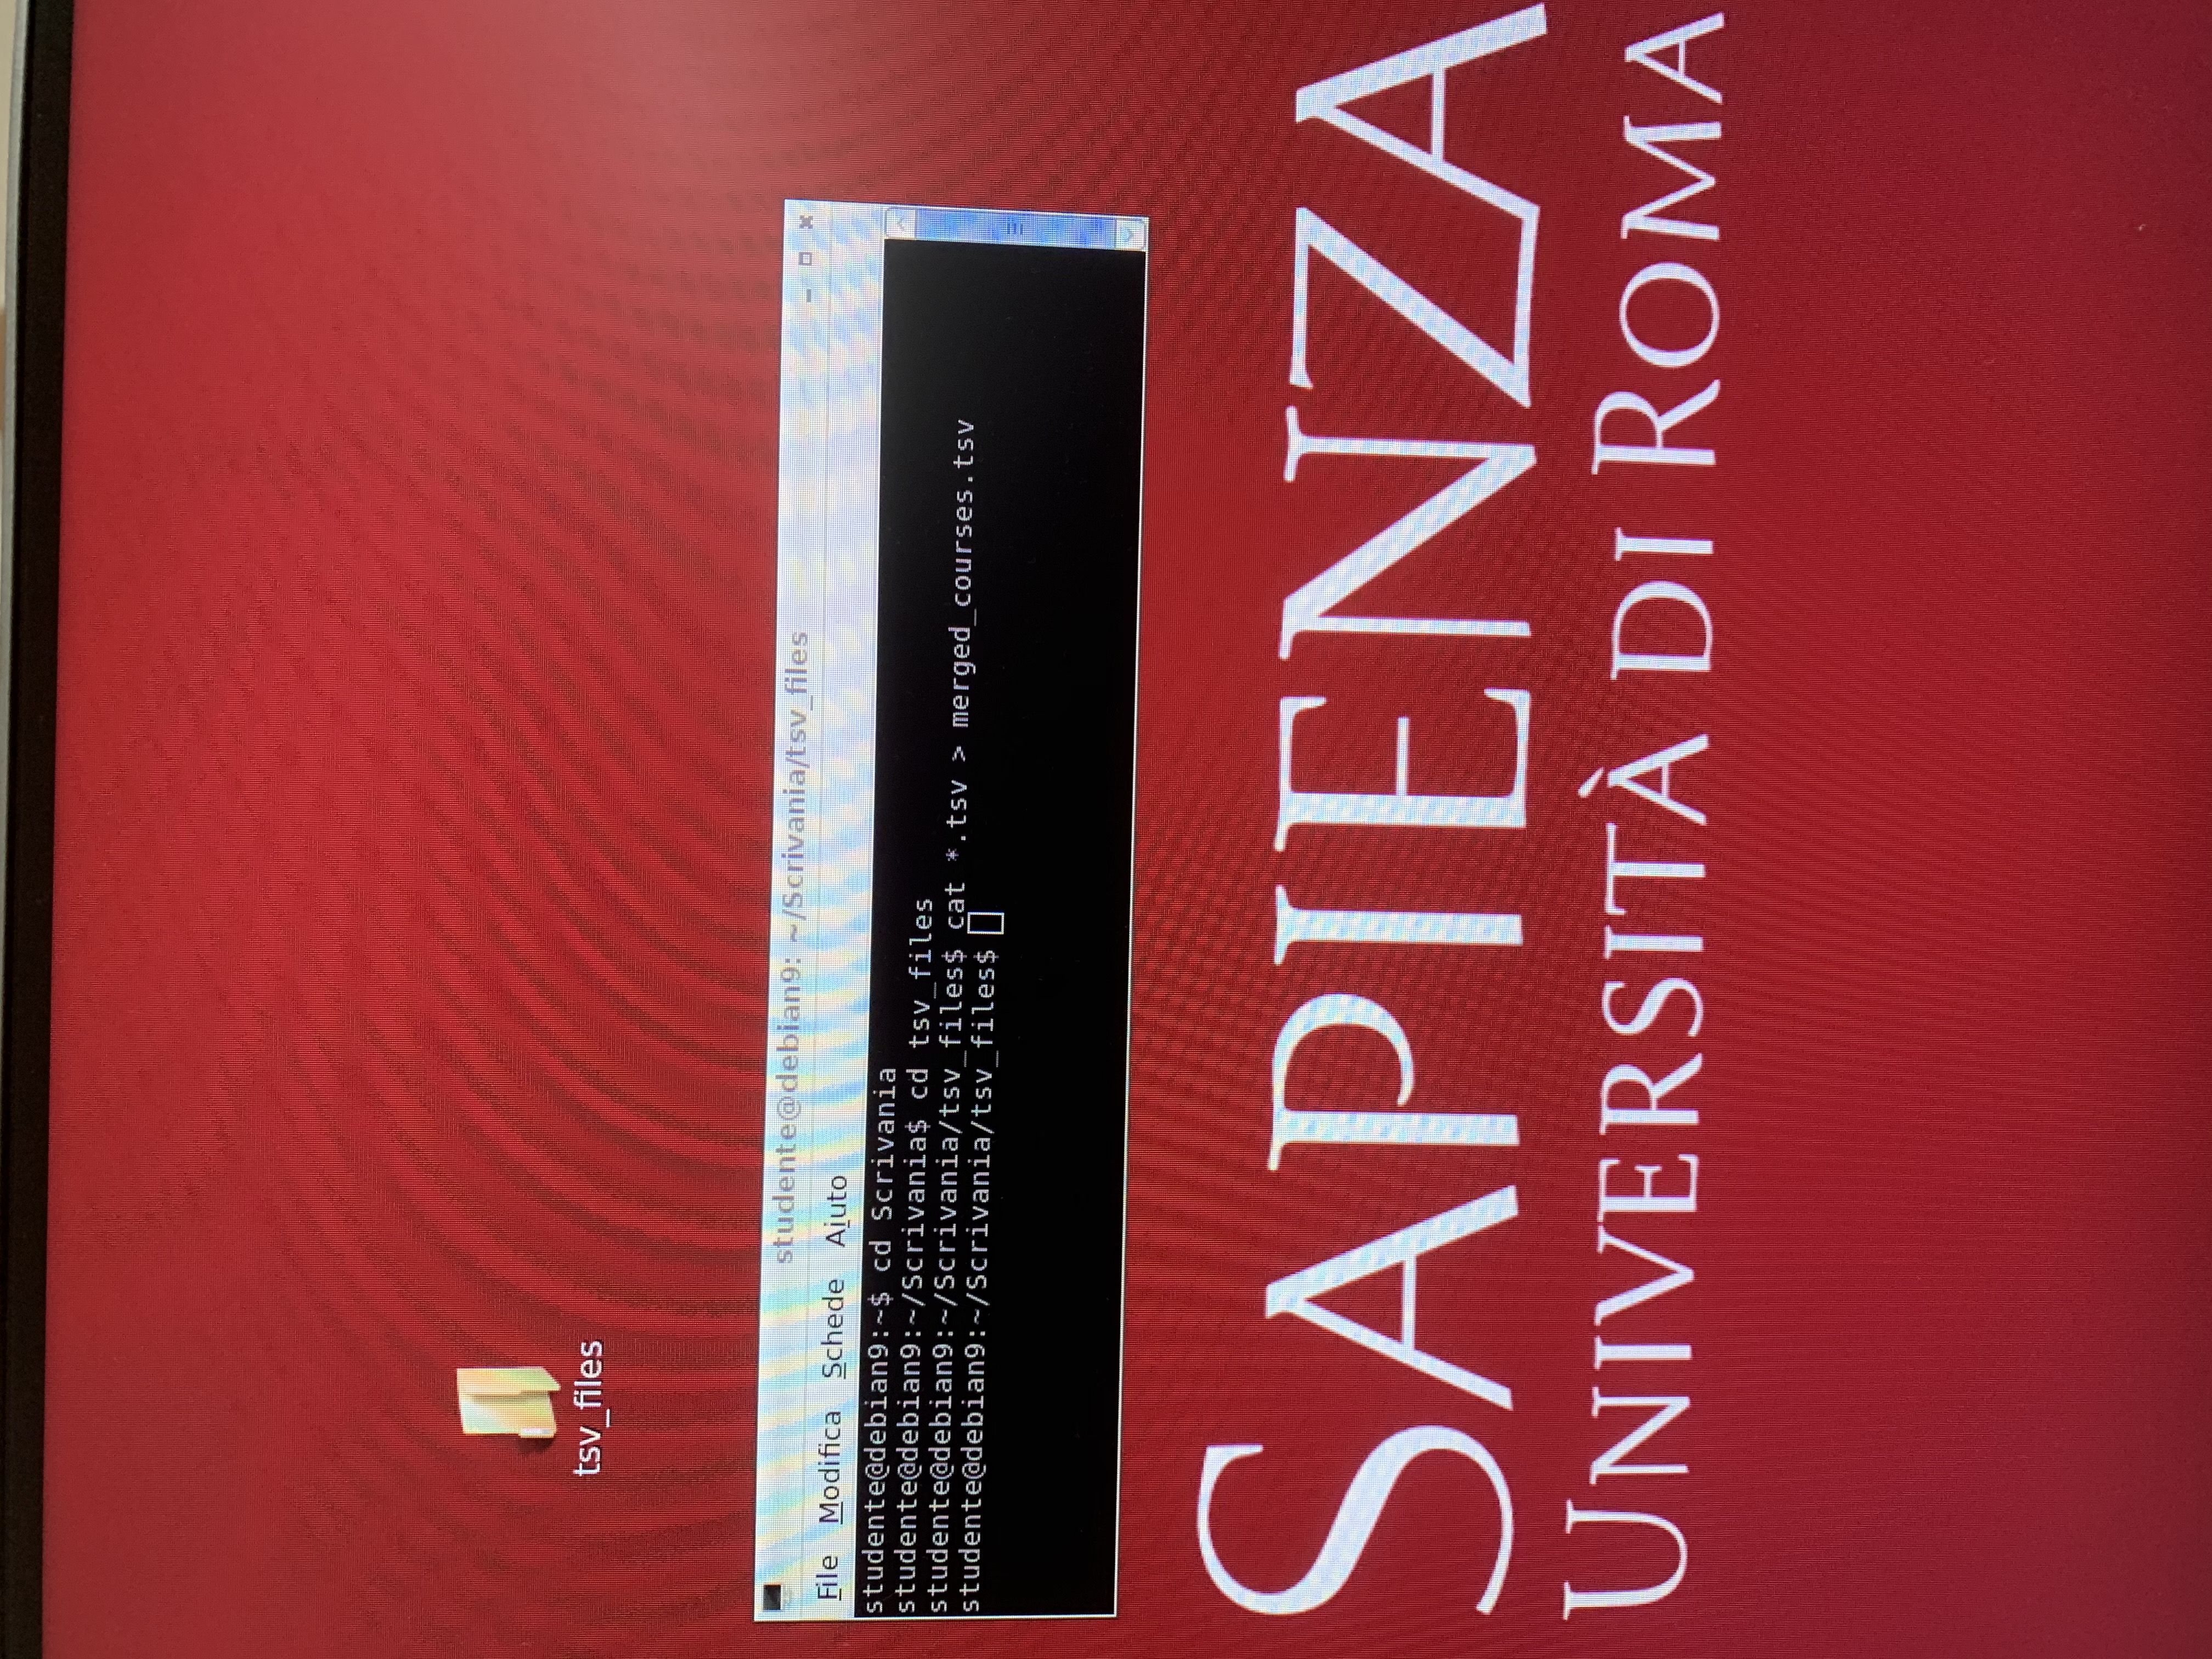 tsv_files
studente@debian9: ~/Scrivania/tsv_files
File Modifica Schede Aiuto
studente@debian9:~$ cd Scrivania
studente@debian9:~/Scrivania$ cd tsv_files
studente@debian9:~/Scrivania/tsv_files$ cat *.tsv > merged_courses.tsv
studente@debian9:~/Scrivania/tsv_files$
SAPIENZA
UNIVERSITÀ DI ROMA